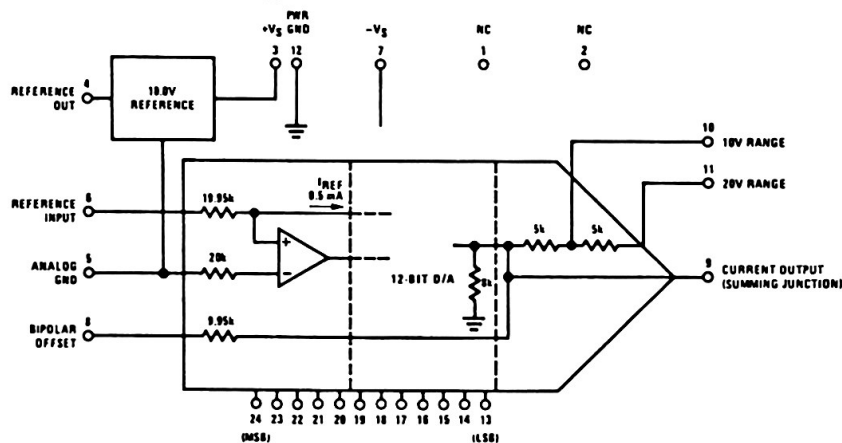 PWR
+VS GND -VS NC NC
3 12 7 1 2
4
REFERENCE
OUT
10.0V
REFERENCE
10
10V RANGE
11
20V RANGE
6
REFERENCE
INPUT
19.95k
IREF
0.5 mA
+
-
5k
5k
5
ANALOG
GND
20k
12-BIT D/A
8k
9
CURRENT OUTPUT
(SUMMING JUNCTION)
8
BIPOLAR
OFFSET
9.95k
24 23 22 21 20 19 18 17 16 15 14 13
(MSB) (LSB)